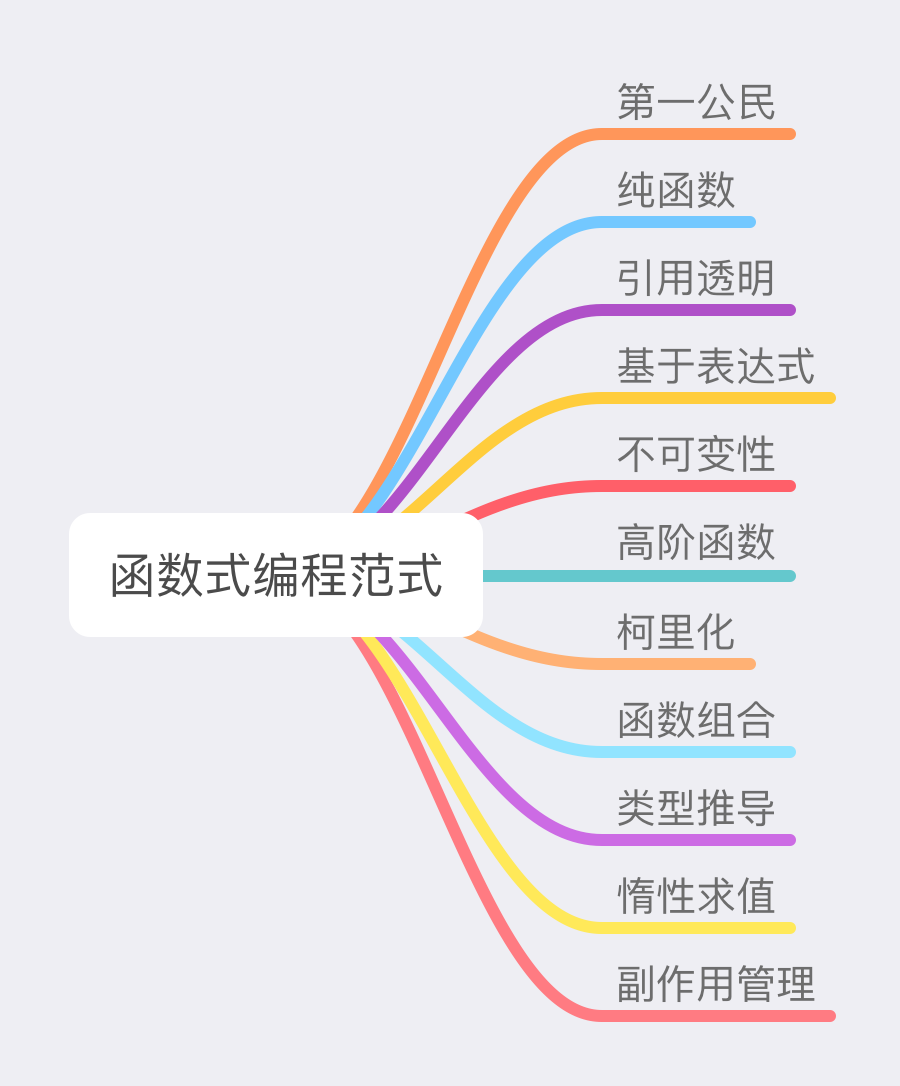 第一公民
纯函数
引用透明
基于表达式
不可变性
函数式编程范式
高阶函数
柯里化
函数组合
类型推导
惰性求值
副作用管理